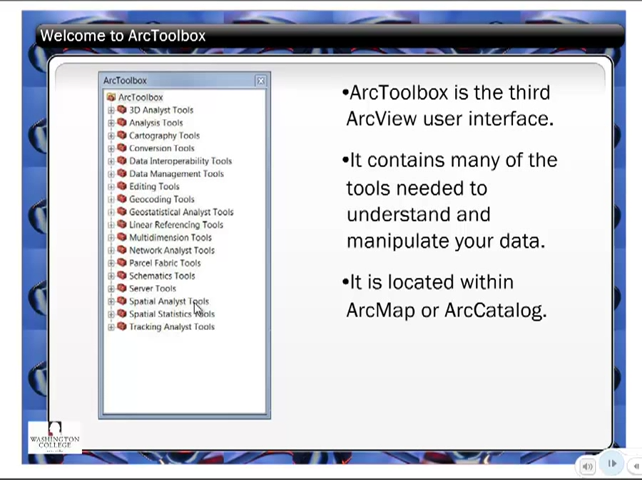 Welcome to ArcToolbox
ArcToolbox
ArcToolbox
3D Analyst Tools
Analysis Tools
Cartography Tools
Conversion Tools
Data Interoperability Tools
Data Management Tools
Editing Tools
Geocoding Tools
Geostatistical Analyst Tools
Linear Referencing Tools
Multidimension Tools
Network Analyst Tools
Parcel Fabric Tools
Schematics Tools
Server Tools
Spatial Analyst Tools
Spatial Statistics Tools
Tracking Analyst Tools
•ArcToolbox is the third
ArcView user interface.
•It contains many of the
tools needed to
understand and
manipulate your data.
•It is located within
ArcMap or ArcCatalog.
WASHINGTON
COLLEGE